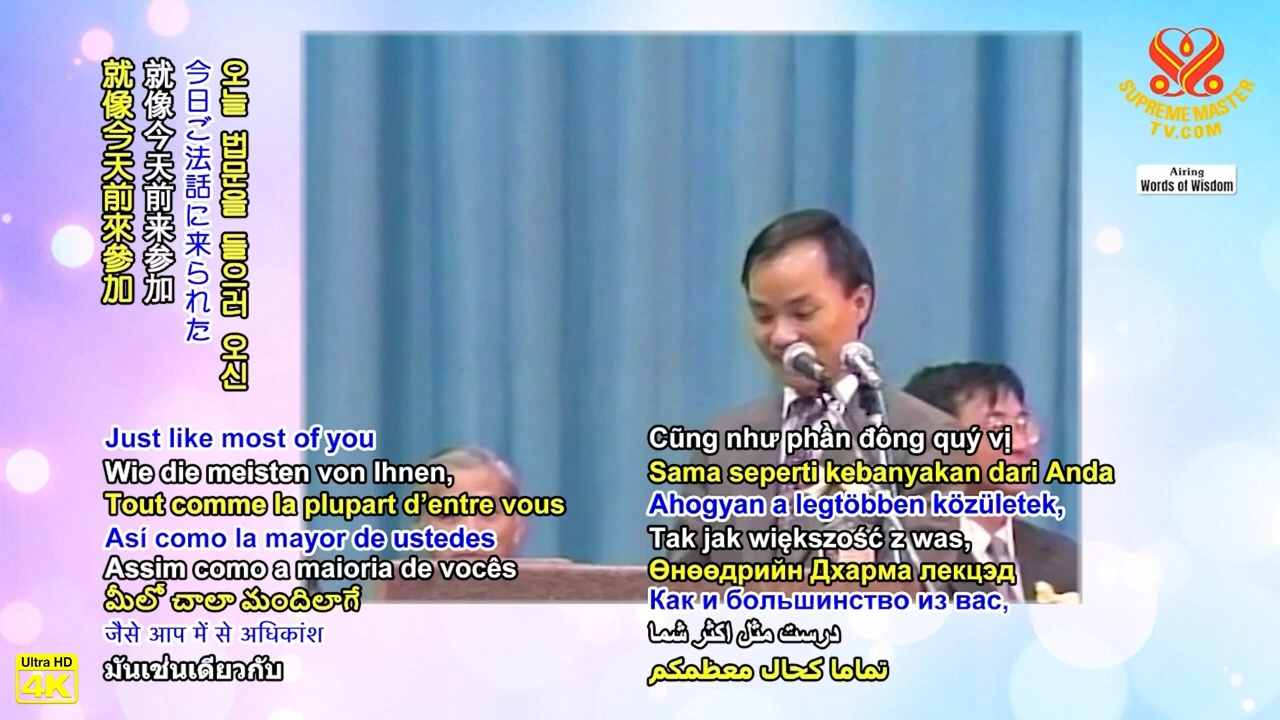 就像今天前來參加
就像今天前来参加
今日ご法話に来られた
오늘 법문을 들으러 오신
SUPREME MASTER
TV.COM
Airing
Words of Wisdom
Just like most of you
Wie die meisten von Ihnen,
Tout comme la plupart d’entre vous
Así como la mayor de ustedes
Assim como a maioria de vocês
మీలో చాలా మందిలాగే
जैसे आप में से अधिकांश
มันเช่นเดียวกับ
Cũng như phần đông quý vị
Sama seperti kebanyakan dari Anda
Ahogyan a legtöbben közületek,
Tak jak większość z was,
Өнөөдрийн Дхарма лекцэд
Как и большинство из вас,
درست مثل اکثر شما
تماما كحال معظمكم
Ultra HD
4K